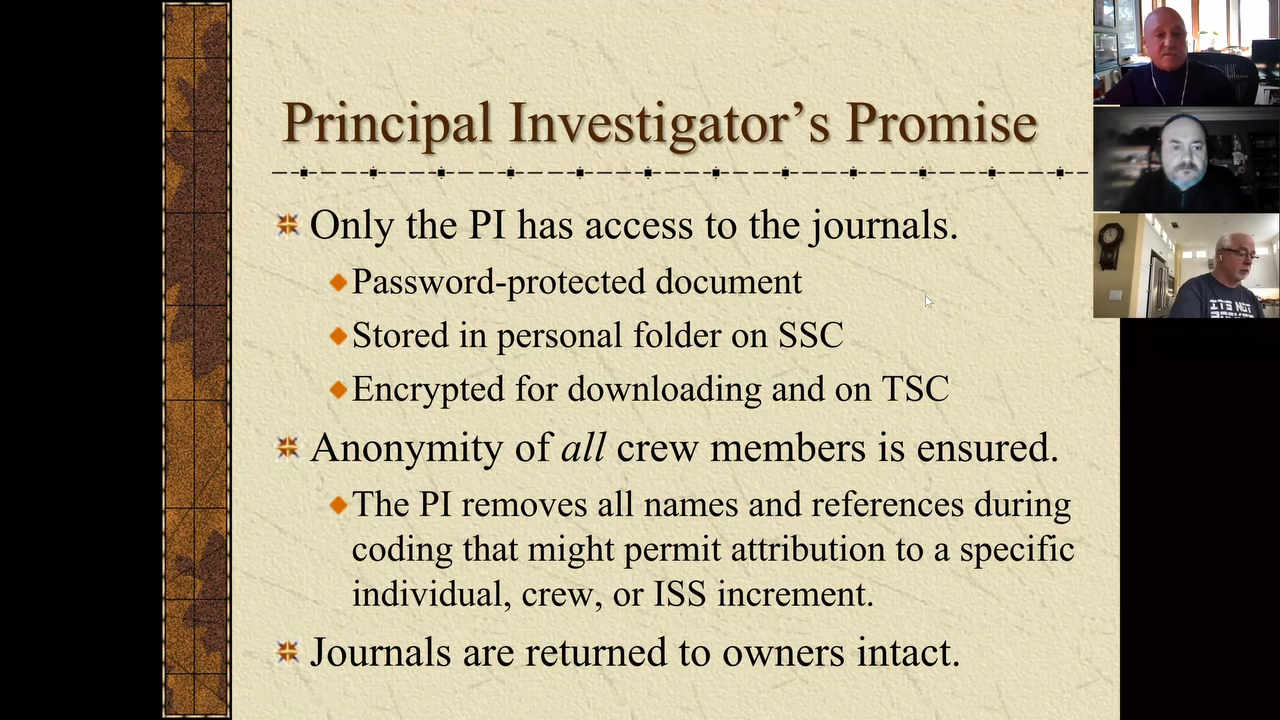 Principal Investigator's Promise
Only the PI has access to the journals.
Password-protected document
Stored in personal folder on SSC
Encrypted for downloading and on TSC
Anonymity of all crew members is ensured.
The PI removes all names and references during
coding that might permit attribution to a specific
individual, crew, or ISS increment.
Journals are returned to owners intact.
IT'S NOT